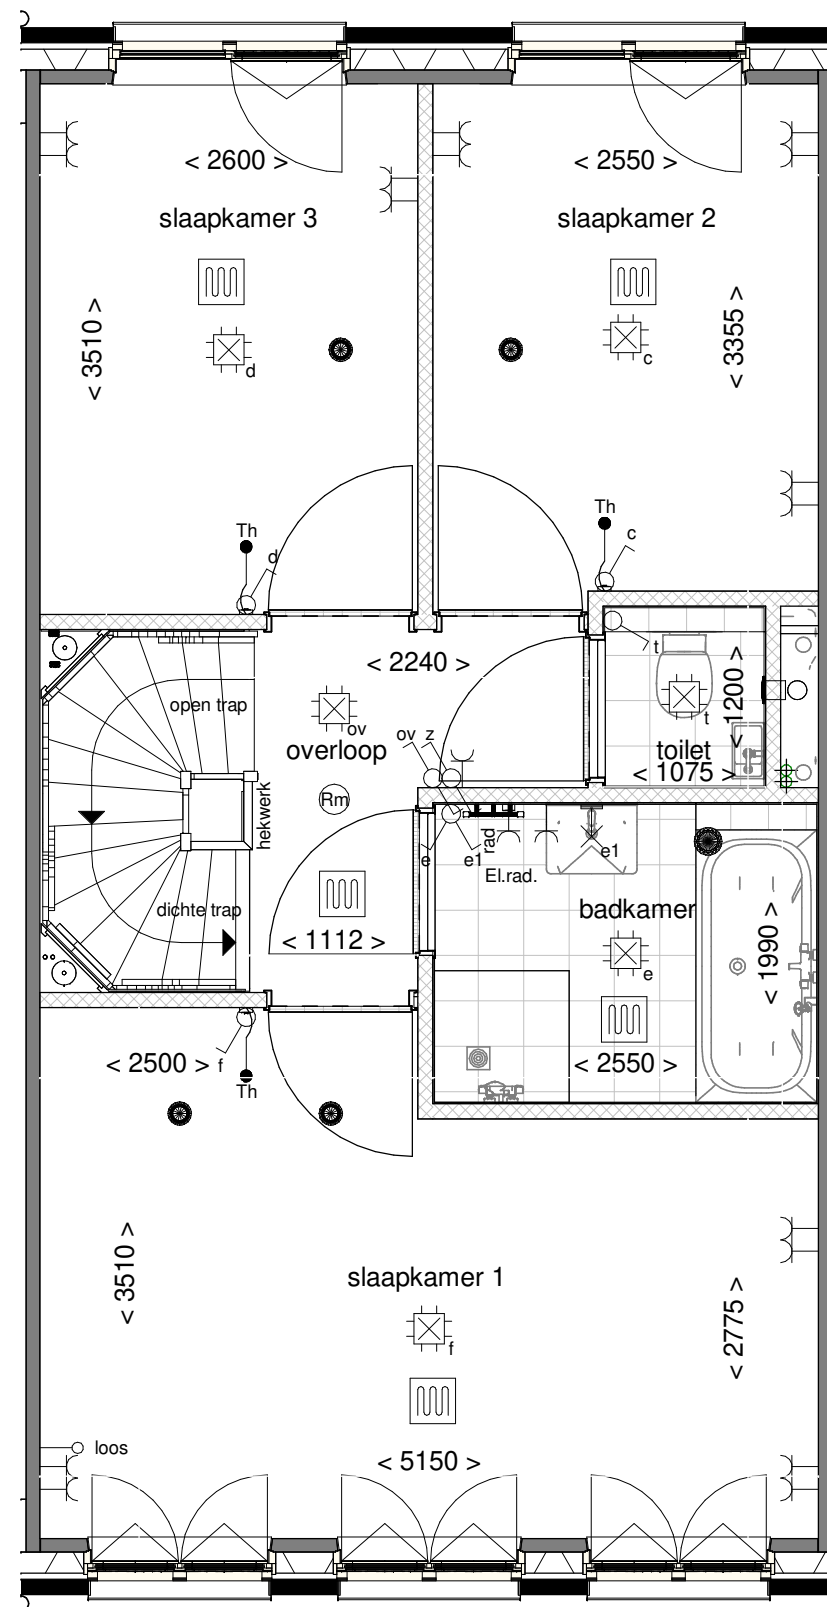 < 2600 >
< 2550 >
slaapkamer 3
slaapkamer 2
< 3510 >
< 3355 >
d
c
Th
Th
d
c
< 2240 >
t
< 1200 >
open trap
ov
t
overloop
ov z
toilet
< 1075 >
Rm
hekwerk
e
e1
rad
e1
El.rad.
dichte trap
badkamer
< 1112 >
< 1990 >
e
< 2500 >
f
< 2550 >
Th
< 3510 >
slaapkamer 1
< 2775 >
f
loos
< 5150 >